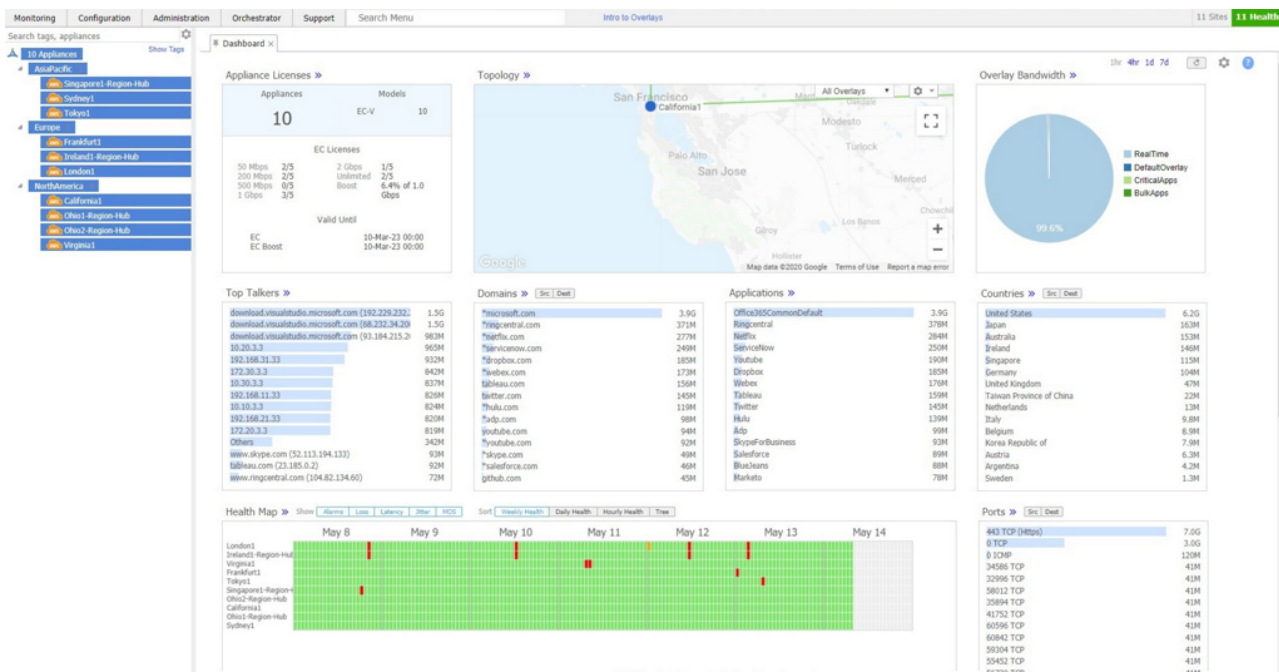 Monitoring Configuration Administration Orchestrator Support Search Menu Intro to Overlays 11 Sites 11 Health
Search tags, appliances
Show Tags
10 Appliances
AsiaPacific
Singapore1-Region-Hub
Sydney1
Tokyo1
Europe
Frankfurt1
Ireland1-Region-Hub
London1
NorthAmerica
California1
Ohio1-Region-Hub
Ohio2-Region-Hub
Virginia1
Dashboard ×
1hr 4hr 1d 7d
Appliance Licenses »
Appliances Models
10 EC-V 10
EC Licenses
50 Mbps 2/5 2 Gbps 1/5
200 Mbps 2/5 Unlimited 2/5
500 Mbps 0/5 Boost 6.4% of 1.0
1 Gbps 3/5 Gbps
Valid Until
EC 10-Mar-23 00:00
EC Boost 10-Mar-23 00:00
Topology »
All Overlays
San Francisco
California1
Oakdale
Modesto
Turlock
Palo Alto
San Jose
Merced
Chowchil
Los Banos
Gilroy
Hollister
Google
Map data ©2020 Google Terms of Use Report a map error
Overlay Bandwidth »
RealTime
DefaultOverlay
CriticalApps
BulkApps
99.6%
Top Talkers »
download.visualstudio.microsoft.com (192.229.232. 1.5G
download.visualstudio.microsoft.com (68.232.34.20 1.5G
download.visualstudio.microsoft.com (93.184.215.2 983M
10.20.3.3 965M
192.168.31.33 932M
172.30.3.3 842M
10.30.3.3 837M
192.168.11.33 826M
10.10.3.3 824M
192.168.21.33 820M
172.20.3.3 819M
Others 342M
www.skype.com (52.113.194.133) 93M
tableau.com (23.185.0.2) 92M
www.ringcentral.com (104.82.134.60) 72M
Domains » Src Dest
*microsoft.com 3.9G
*ringcentral.com 371M
*netflix.com 277M
*servicenow.com 249M
*dropbox.com 185M
*webex.com 173M
tableau.com 156M
twitter.com 145M
*hulu.com 119M
*adp.com 98M
youtube.com 94M
*youtube.com 92M
*skype.com 49M
*salesforce.com 46M
github.com 45M
Applications »
Office365CommonDefault 3.9G
Ringcentral 378M
Netflix 284M
ServiceNow 250M
Youtube 190M
Dropbox 185M
Webex 176M
Tableau 159M
Twitter 145M
Hulu 139M
Adp 99M
SkypeForBusiness 93M
Salesforce 89M
BlueJeans 88M
Marketo 78M
Countries » Src Dest
United States 6.2G
Japan 163M
Australia 153M
Ireland 146M
Singapore 115M
Germany 104M
United Kingdom 47M
Taiwan Province of China 22M
Netherlands 13M
Italy 9.8M
Belgium 8.9M
Korea Republic of 7.9M
Austria 6.3M
Argentina 4.2M
Sweden 1.3M
Health Map » Show Alarms Loss Latency Jitter MOS Sort Weekly Health Daily Health Hourly Health Tree
May 8 May 9 May 10 May 11 May 12 May 13 May 14
London1
Ireland1-Region-Hub
Virginia1
Frankfurt1
Tokyo1
Singapore1-Region-H
Ohio2-Region-Hub
California1
Ohio1-Region-Hub
Sydney1
Ports » Src Dest
443 TCP (Https) 7.0G
0 TCP 3.0G
0 ICMP 120M
34586 TCP 41M
32996 TCP 41M
58012 TCP 41M
35894 TCP 41M
41752 TCP 41M
60596 TCP 41M
60842 TCP 41M
59304 TCP 41M
55452 TCP 41M